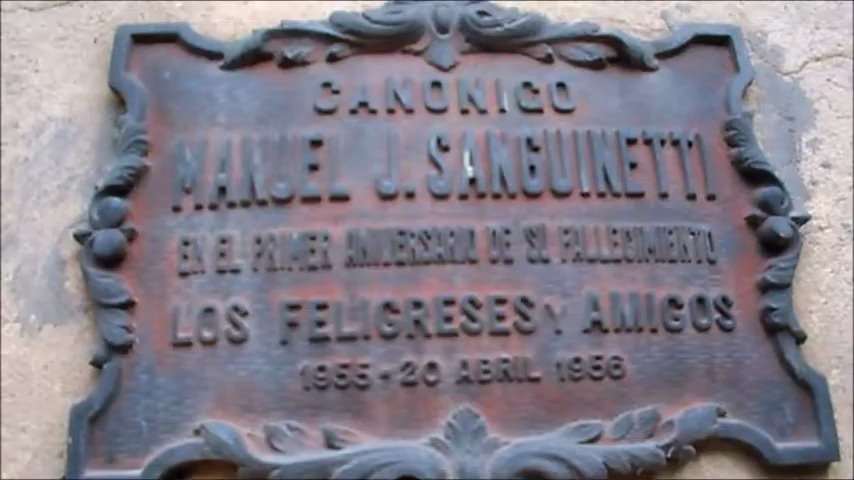 CANONIGO
MANUEL J. SANGUINETTI
EN EL PRIMER ANIVERSARIO DE SU FALLECIMIENTO
LOS FELIGRESES Y AMIGOS
1955 - 20 ABRIL 1956